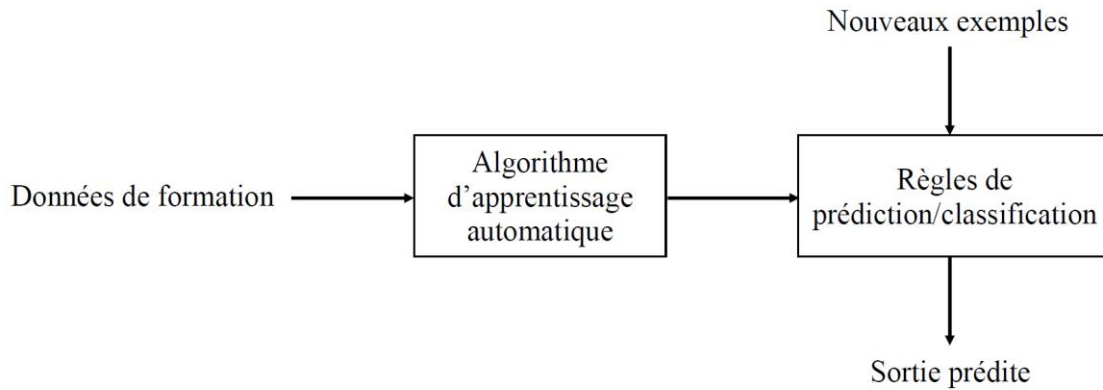 Nouveaux exemples
Données de formation
Algorithme
d’apprentissage
automatique
Règles de
prédiction/classification
Sortie prédite